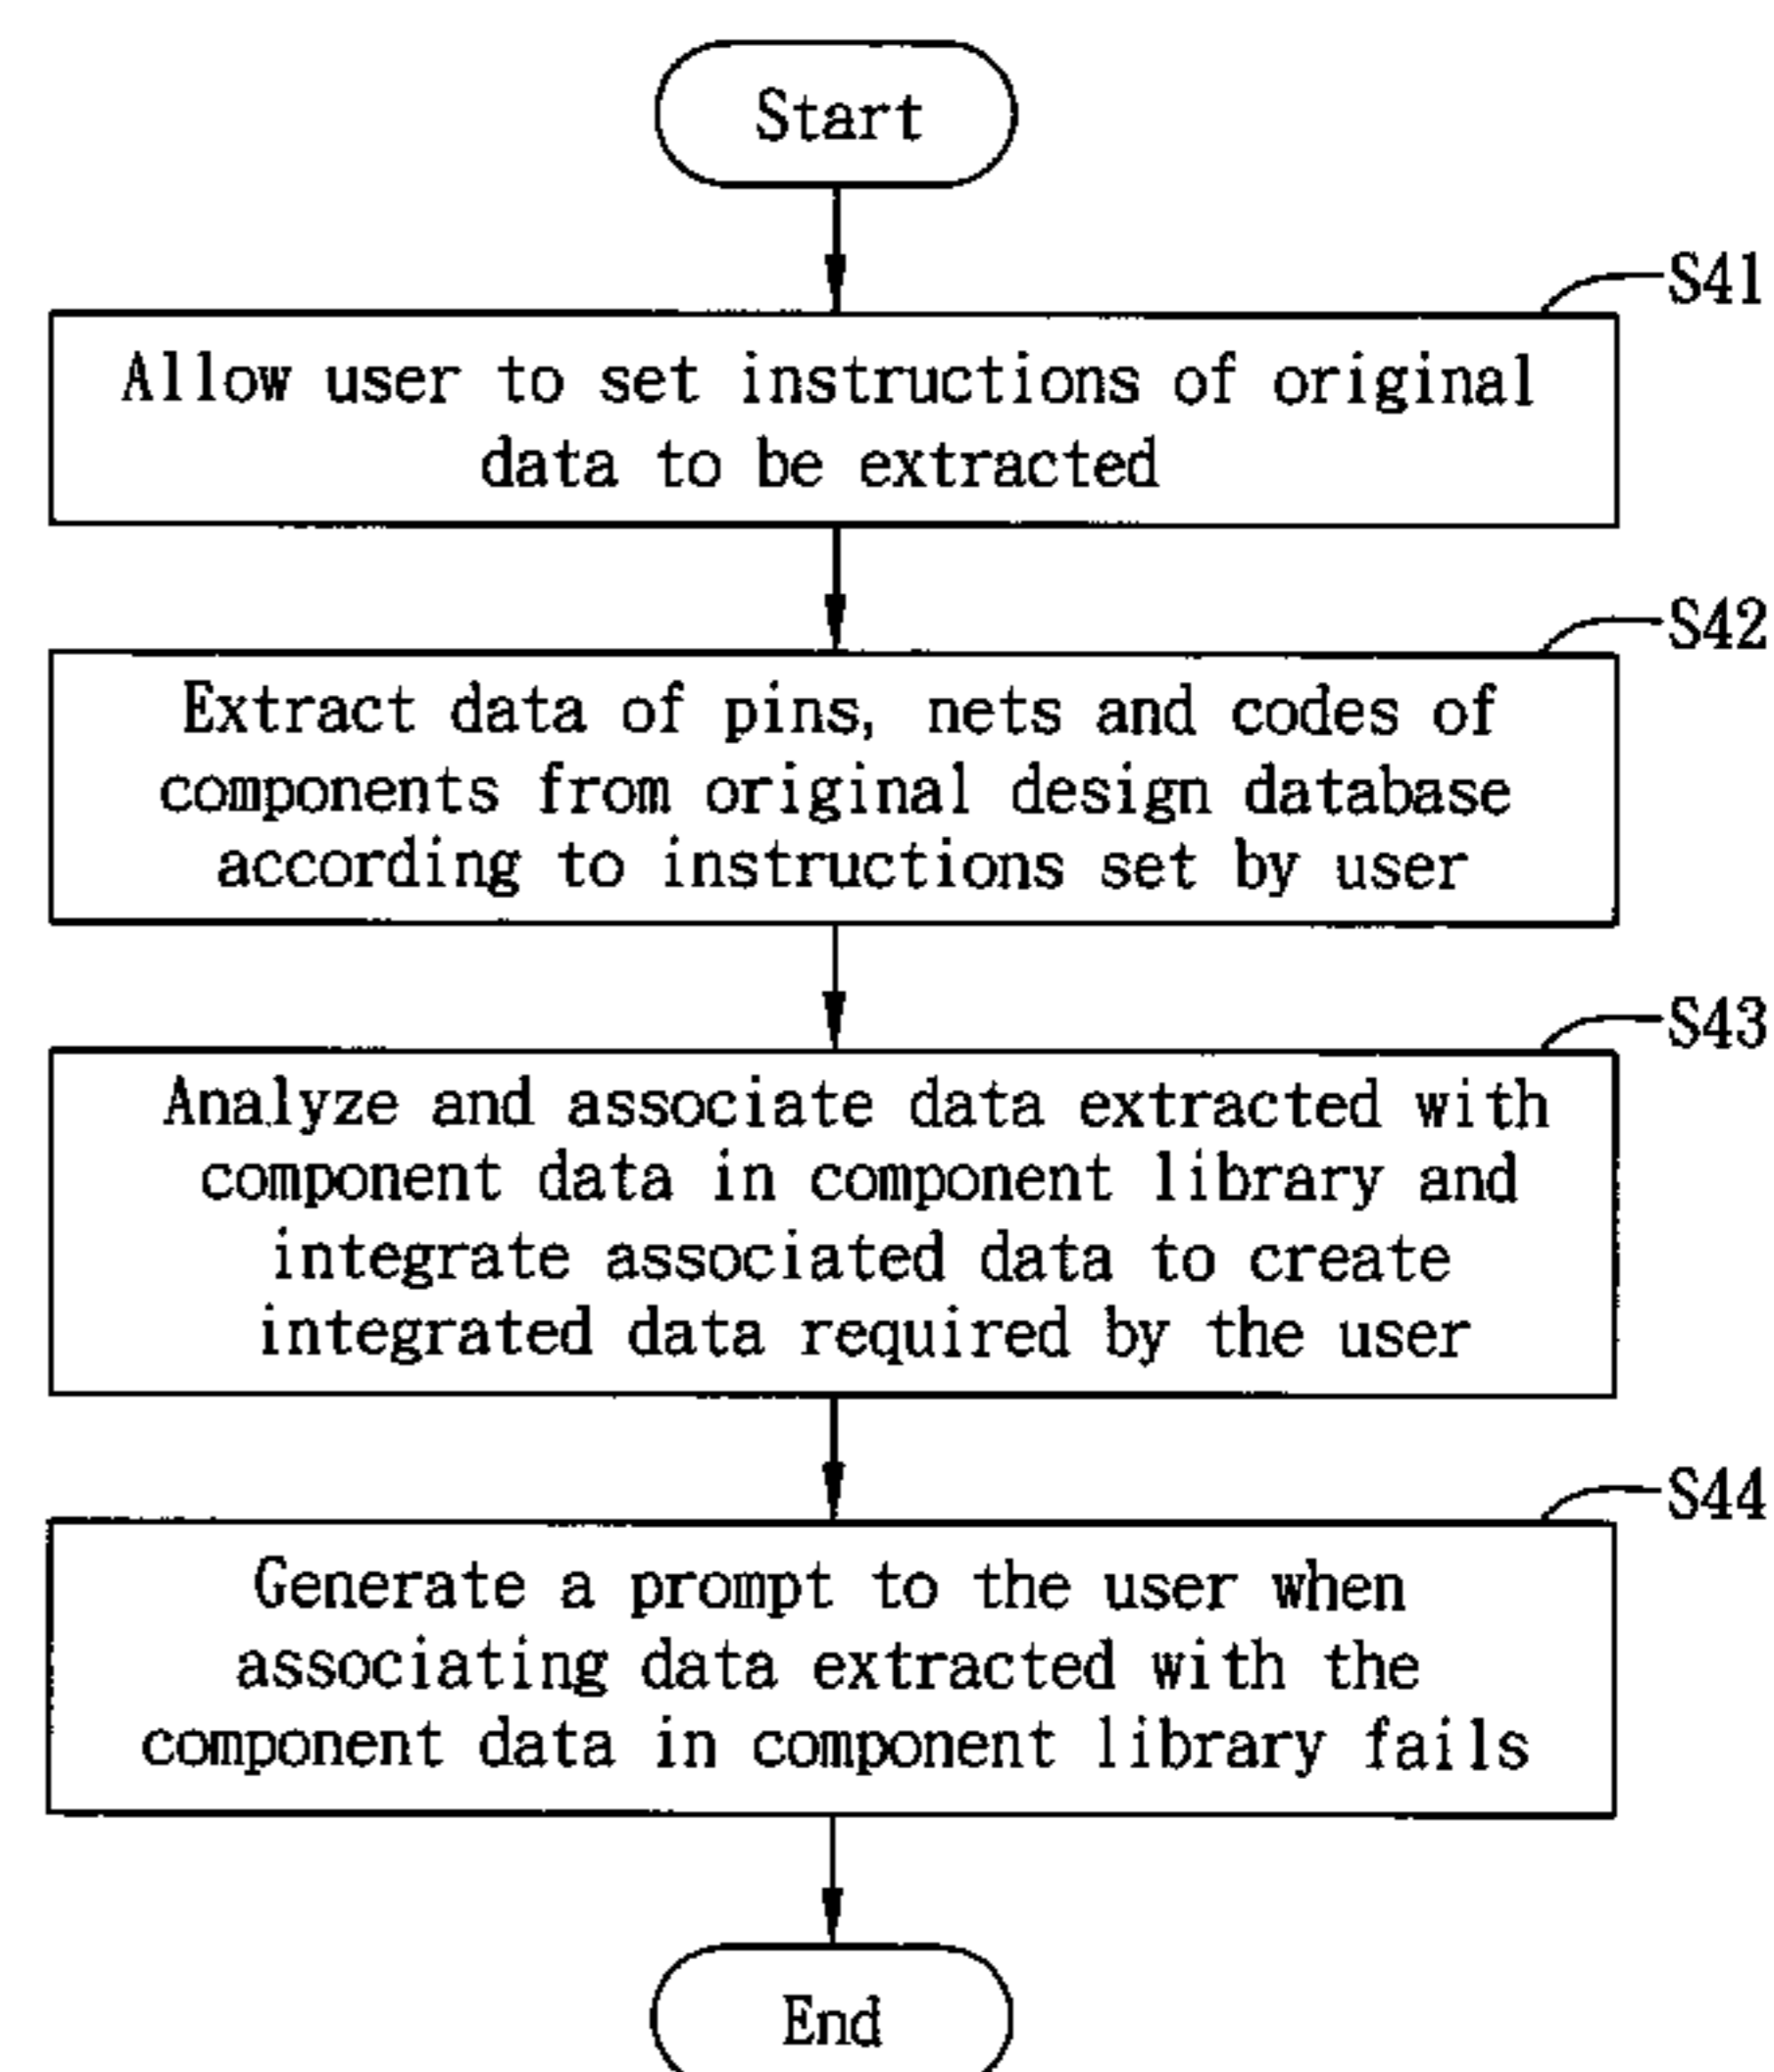 Start
S41
Allow user to set instructions of original
data to be extracted
S42
Extract data of pins, nets and codes of
components from original design database
according to instructions set by user
S43
Analyze and associate data extracted with
component data in component library and
integrate associated data to create
integrated data required by the user
S44
Generate a prompt to the user when
associating data extracted with the
component data in component library fails
End